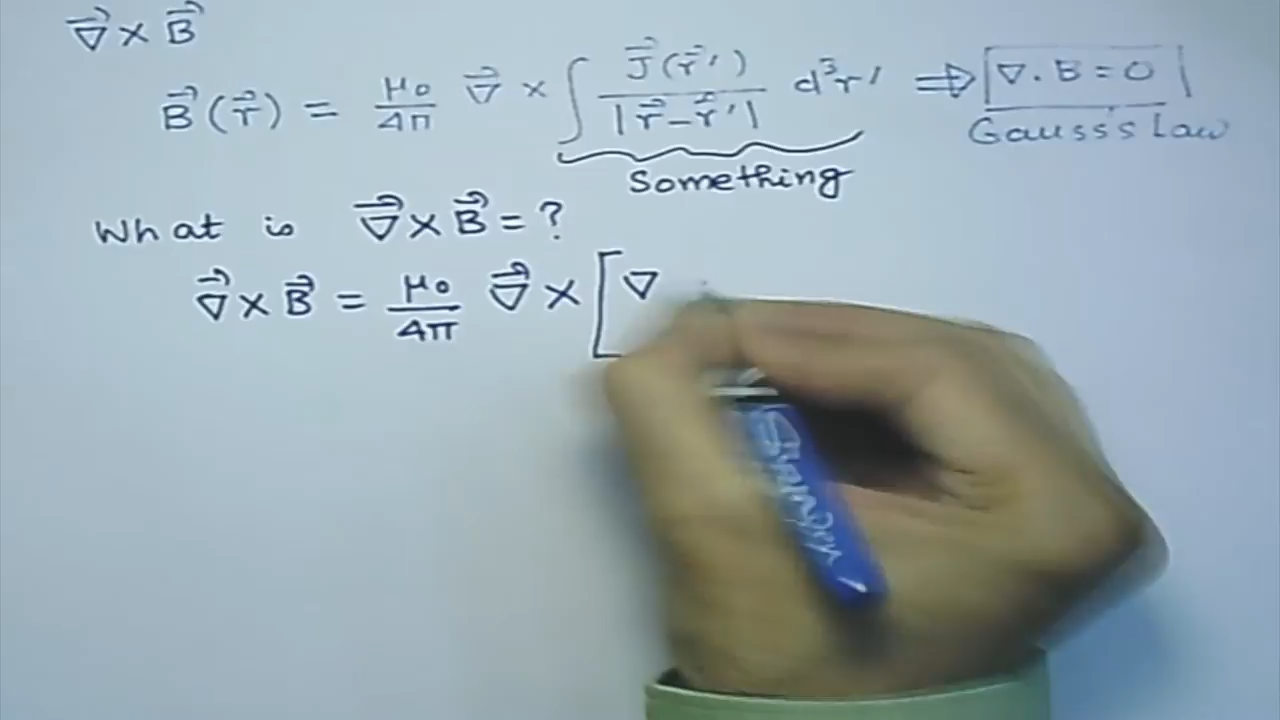 ∇⃗ × B⃗
B⃗(r⃗) = μ₀/4π ∇⃗ × ∫ J⃗(r⃗′)/|r⃗−r⃗′| d³r′ ⇒ ∇·B = 0
Gauss's Law
Something
What is ∇⃗×B⃗ = ?
∇⃗×B⃗ = μ₀/4π ∇⃗ × [∇